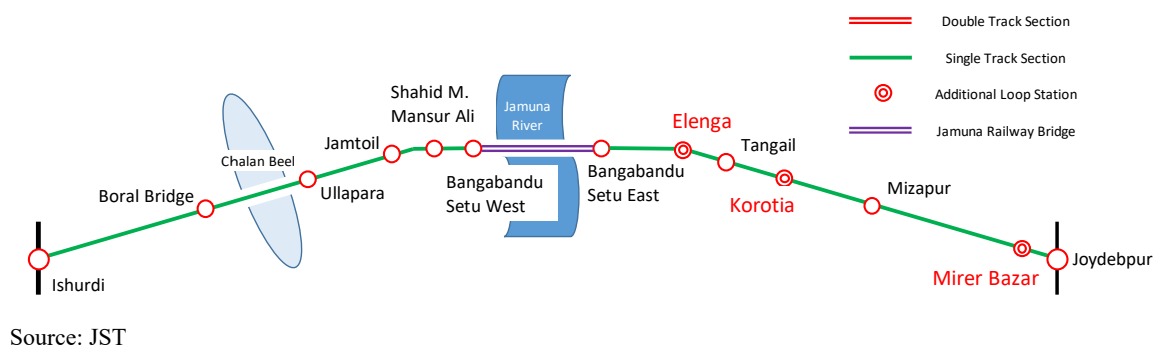 Double Track Section
Single Track Section
Additional Loop Station
Jamuna Railway Bridge
Shahid M.
Mansur Ali
Jamuna
River
Elenga
Tangail
Jamtoil
Chalan Beel
Ullapara
Boral Bridge
Bangabandu
Setu West
Bangabandu
Setu East
Korotia
Mizapur
Mirer Bazar
Joydebpur
Ishurdi
Source: JST